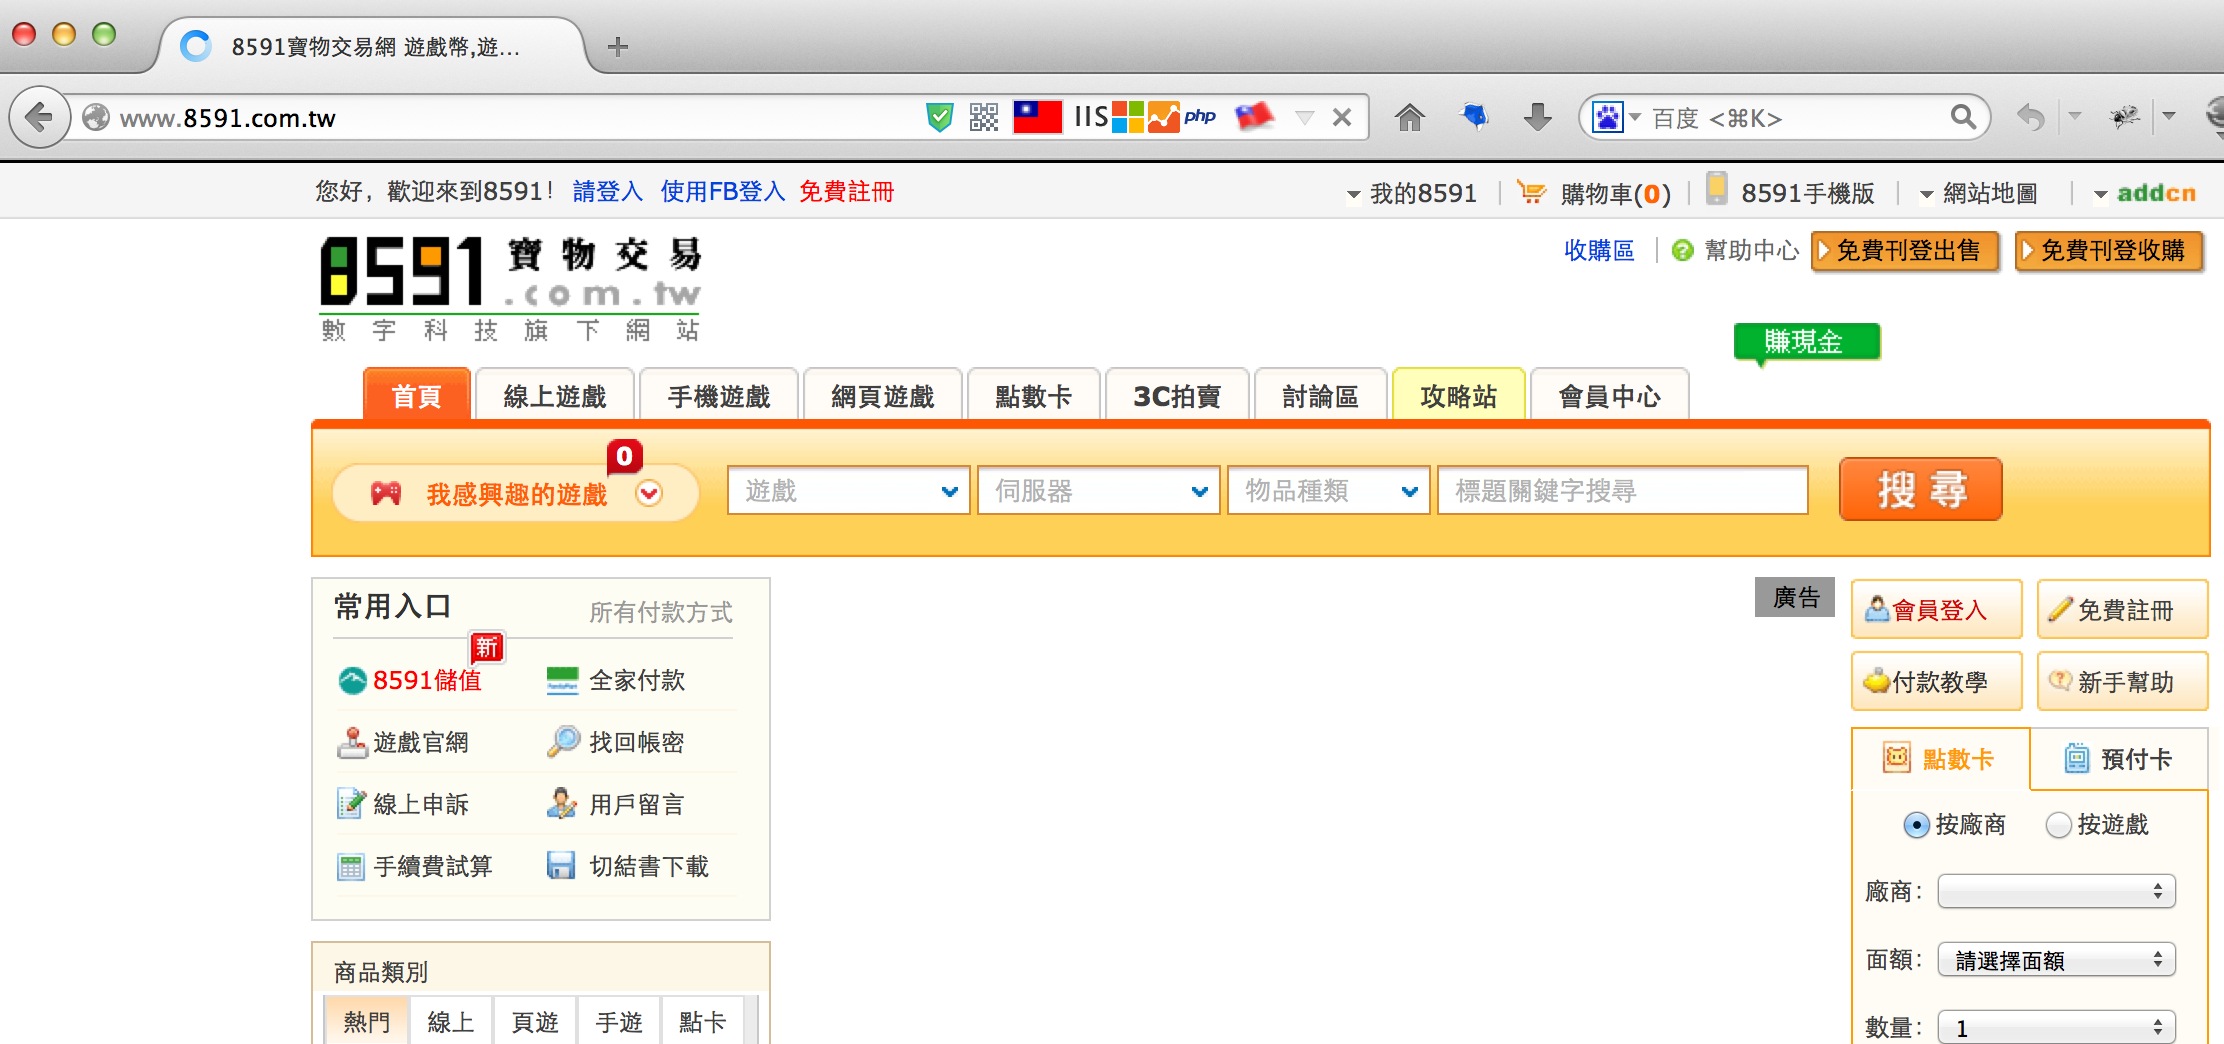 8591寶物交易網 遊戲幣,遊...
www.8591.com.tw
IIS
php
百度 <⌘K>
您好，歡迎來到8591！ 請登入 使用FB登入 免費註冊
我的8591
購物車(0)
8591手機版
網站地圖
addcn
8591 寶物交易
.com.tw
數字科技旗下網站
收購區
幫助中心
免費刊登出售
免費刊登收購
賺現金
首頁
線上遊戲
手機遊戲
網頁遊戲
點數卡
3C拍賣
討論區
攻略站
會員中心
0
我感興趣的遊戲
遊戲
伺服器
物品種類
標題關鍵字搜尋
搜尋
常用入口
所有付款方式
新
8591儲值
全家付款
遊戲官網
找回帳密
線上申訴
用戶留言
手續費試算
切結書下載
商品類別
熱門
線上
頁遊
手遊
點卡
廣告
會員登入
免費註冊
付款教學
新手幫助
點數卡
預付卡
按廠商
按遊戲
廠商：
面額： 請選擇面額
數量： 1